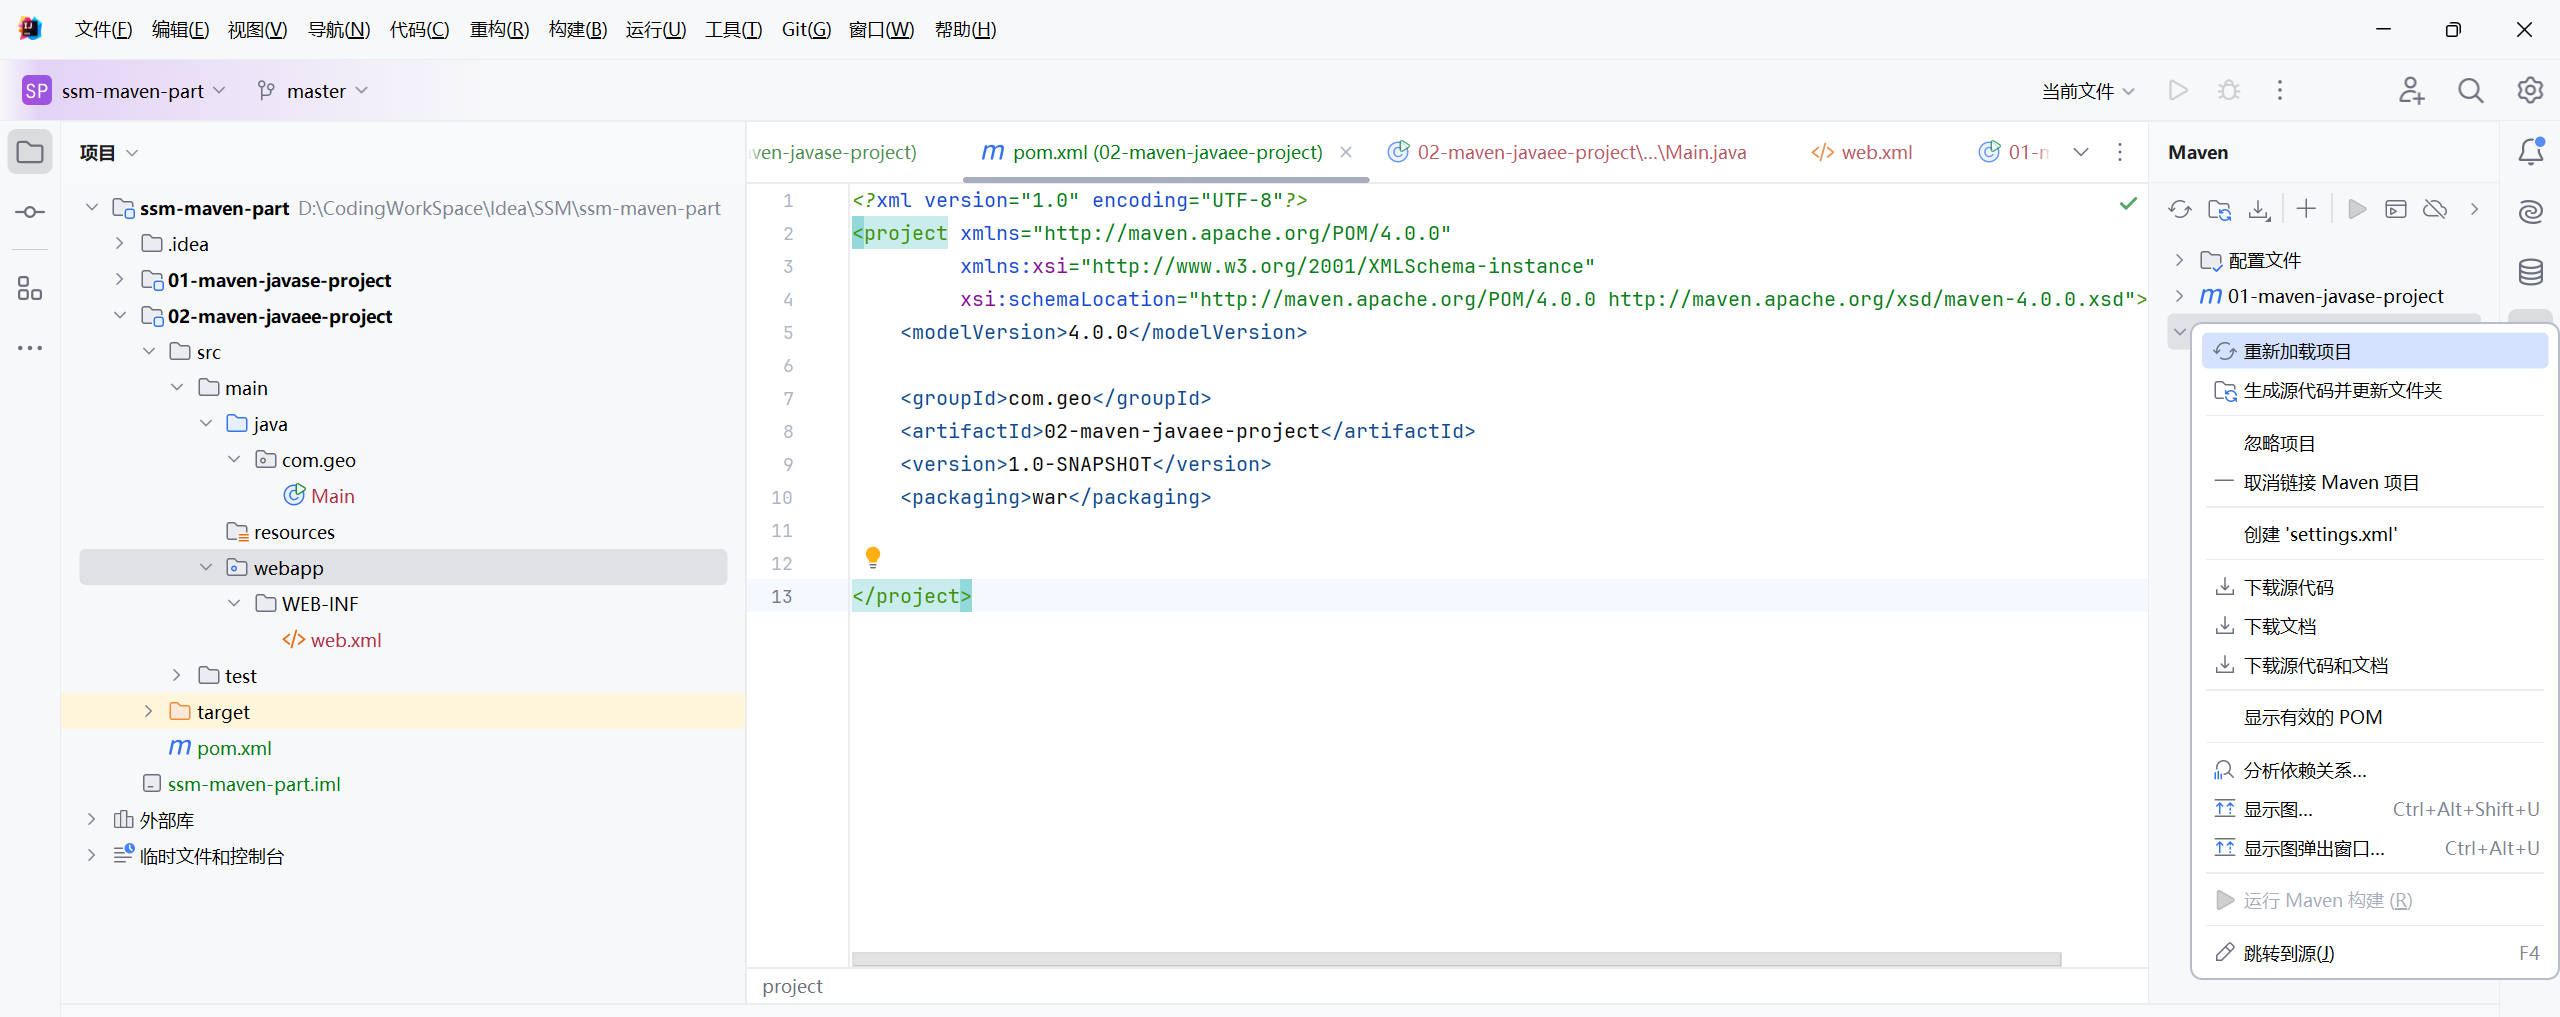 文件(F) 编辑(E) 视图(V) 导航(N) 代码(C) 重构(R) 构建(B) 运行(U) 工具(T) Git(G) 窗口(W) 帮助(H)
SP ssm-maven-part master 当前文件
项目
ssm-maven-part D:\CodingWorkSpace\Idea\SSM\ssm-maven-part
.idea
01-maven-javase-project
02-maven-javaee-project
src
main
java
com.geo
Main
resources
webapp
WEB-INF
web.xml
test
target
pom.xml
ssm-maven-part.iml
外部库
临时文件和控制台
ven-javase-project) pom.xml (02-maven-javaee-project) 02-maven-javaee-project\...\Main.java web.xml 01-m
1 <?xml version="1.0" encoding="UTF-8"?>
2 <project xmlns="http://maven.apache.org/POM/4.0.0"
3 xmlns:xsi="http://www.w3.org/2001/XMLSchema-instance"
4 xsi:schemaLocation="http://maven.apache.org/POM/4.0.0 http://maven.apache.org/xsd/maven-4.0.0.xsd">
5 <modelVersion>4.0.0</modelVersion>
6
7 <groupId>com.geo</groupId>
8 <artifactId>02-maven-javaee-project</artifactId>
9 <version>1.0-SNAPSHOT</version>
10 <packaging>war</packaging>
11
12
13 </project>
project
Maven
配置文件
01-maven-javase-project
重新加载项目
生成源代码并更新文件夹
忽略项目
取消链接 Maven 项目
创建 'settings.xml'
下载源代码
下载文档
下载源代码和文档
显示有效的 POM
分析依赖关系...
显示图... Ctrl+Alt+Shift+U
显示图弹出窗口... Ctrl+Alt+U
运行 Maven 构建 (R)
跳转到源(J) F4